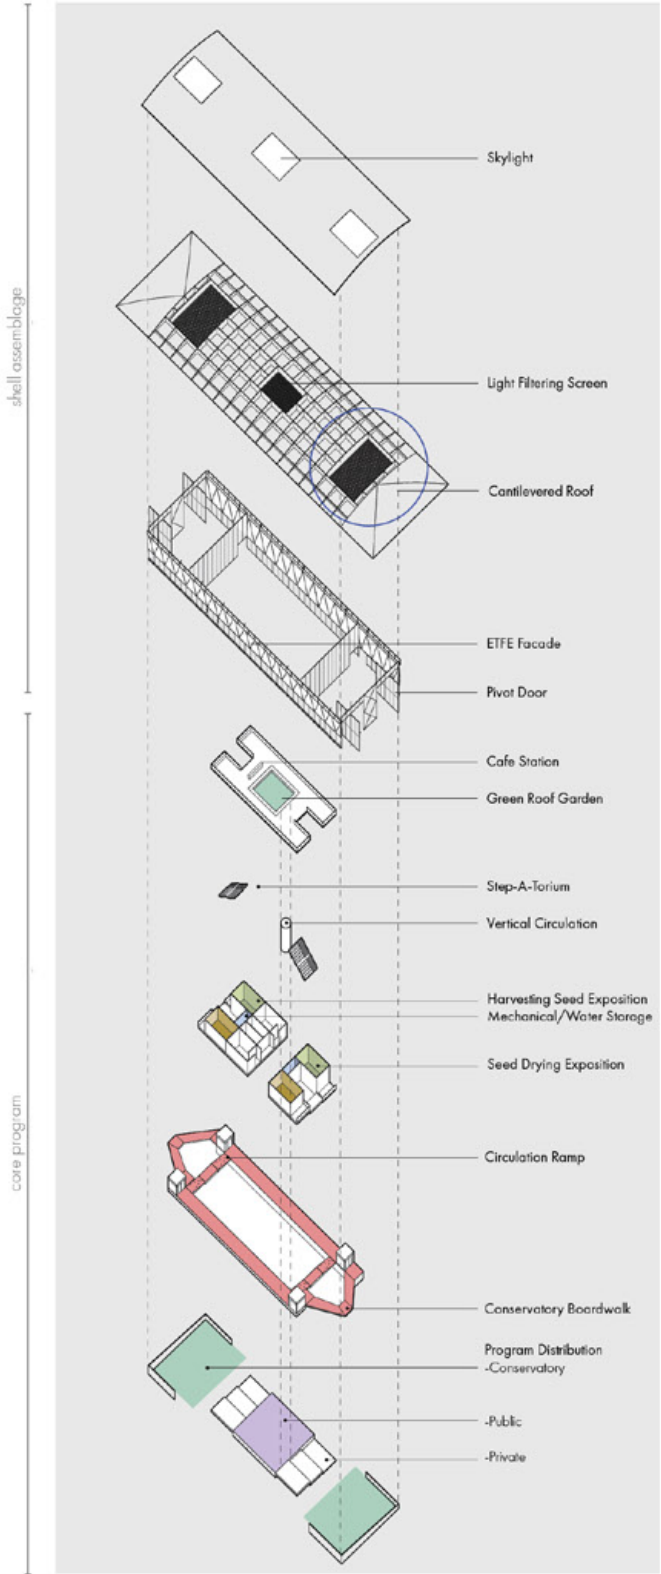 shell assemblage
Skylight
Light Filtering Screen
Cantilevered Roof
ETFE Facade
Pivot Door
core program
Cafe Station
Green Roof Garden
Step-A-Torium
Vertical Circulation
Harvesting Seed Exposition
Mechanical/Water Storage
Seed Drying Exposition
Circulation Ramp
Conservatory Boardwalk
Program Distribution
-Conservatory
-Public
-Private